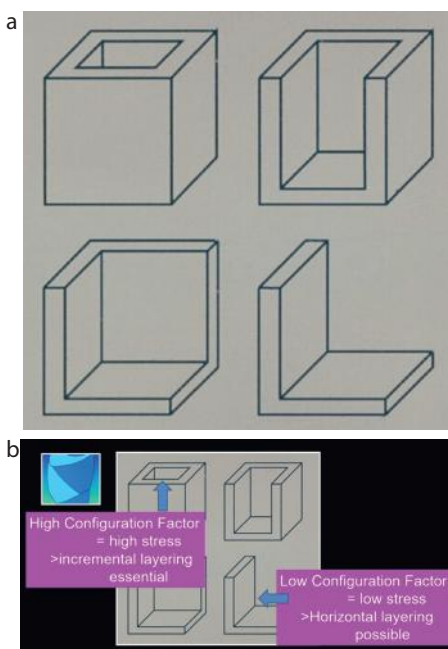 a
b
High Configuration Factor
= high stress
>incremental layering
essential
Low Configuration Factor
= low stress
>Horizontal layering
possible